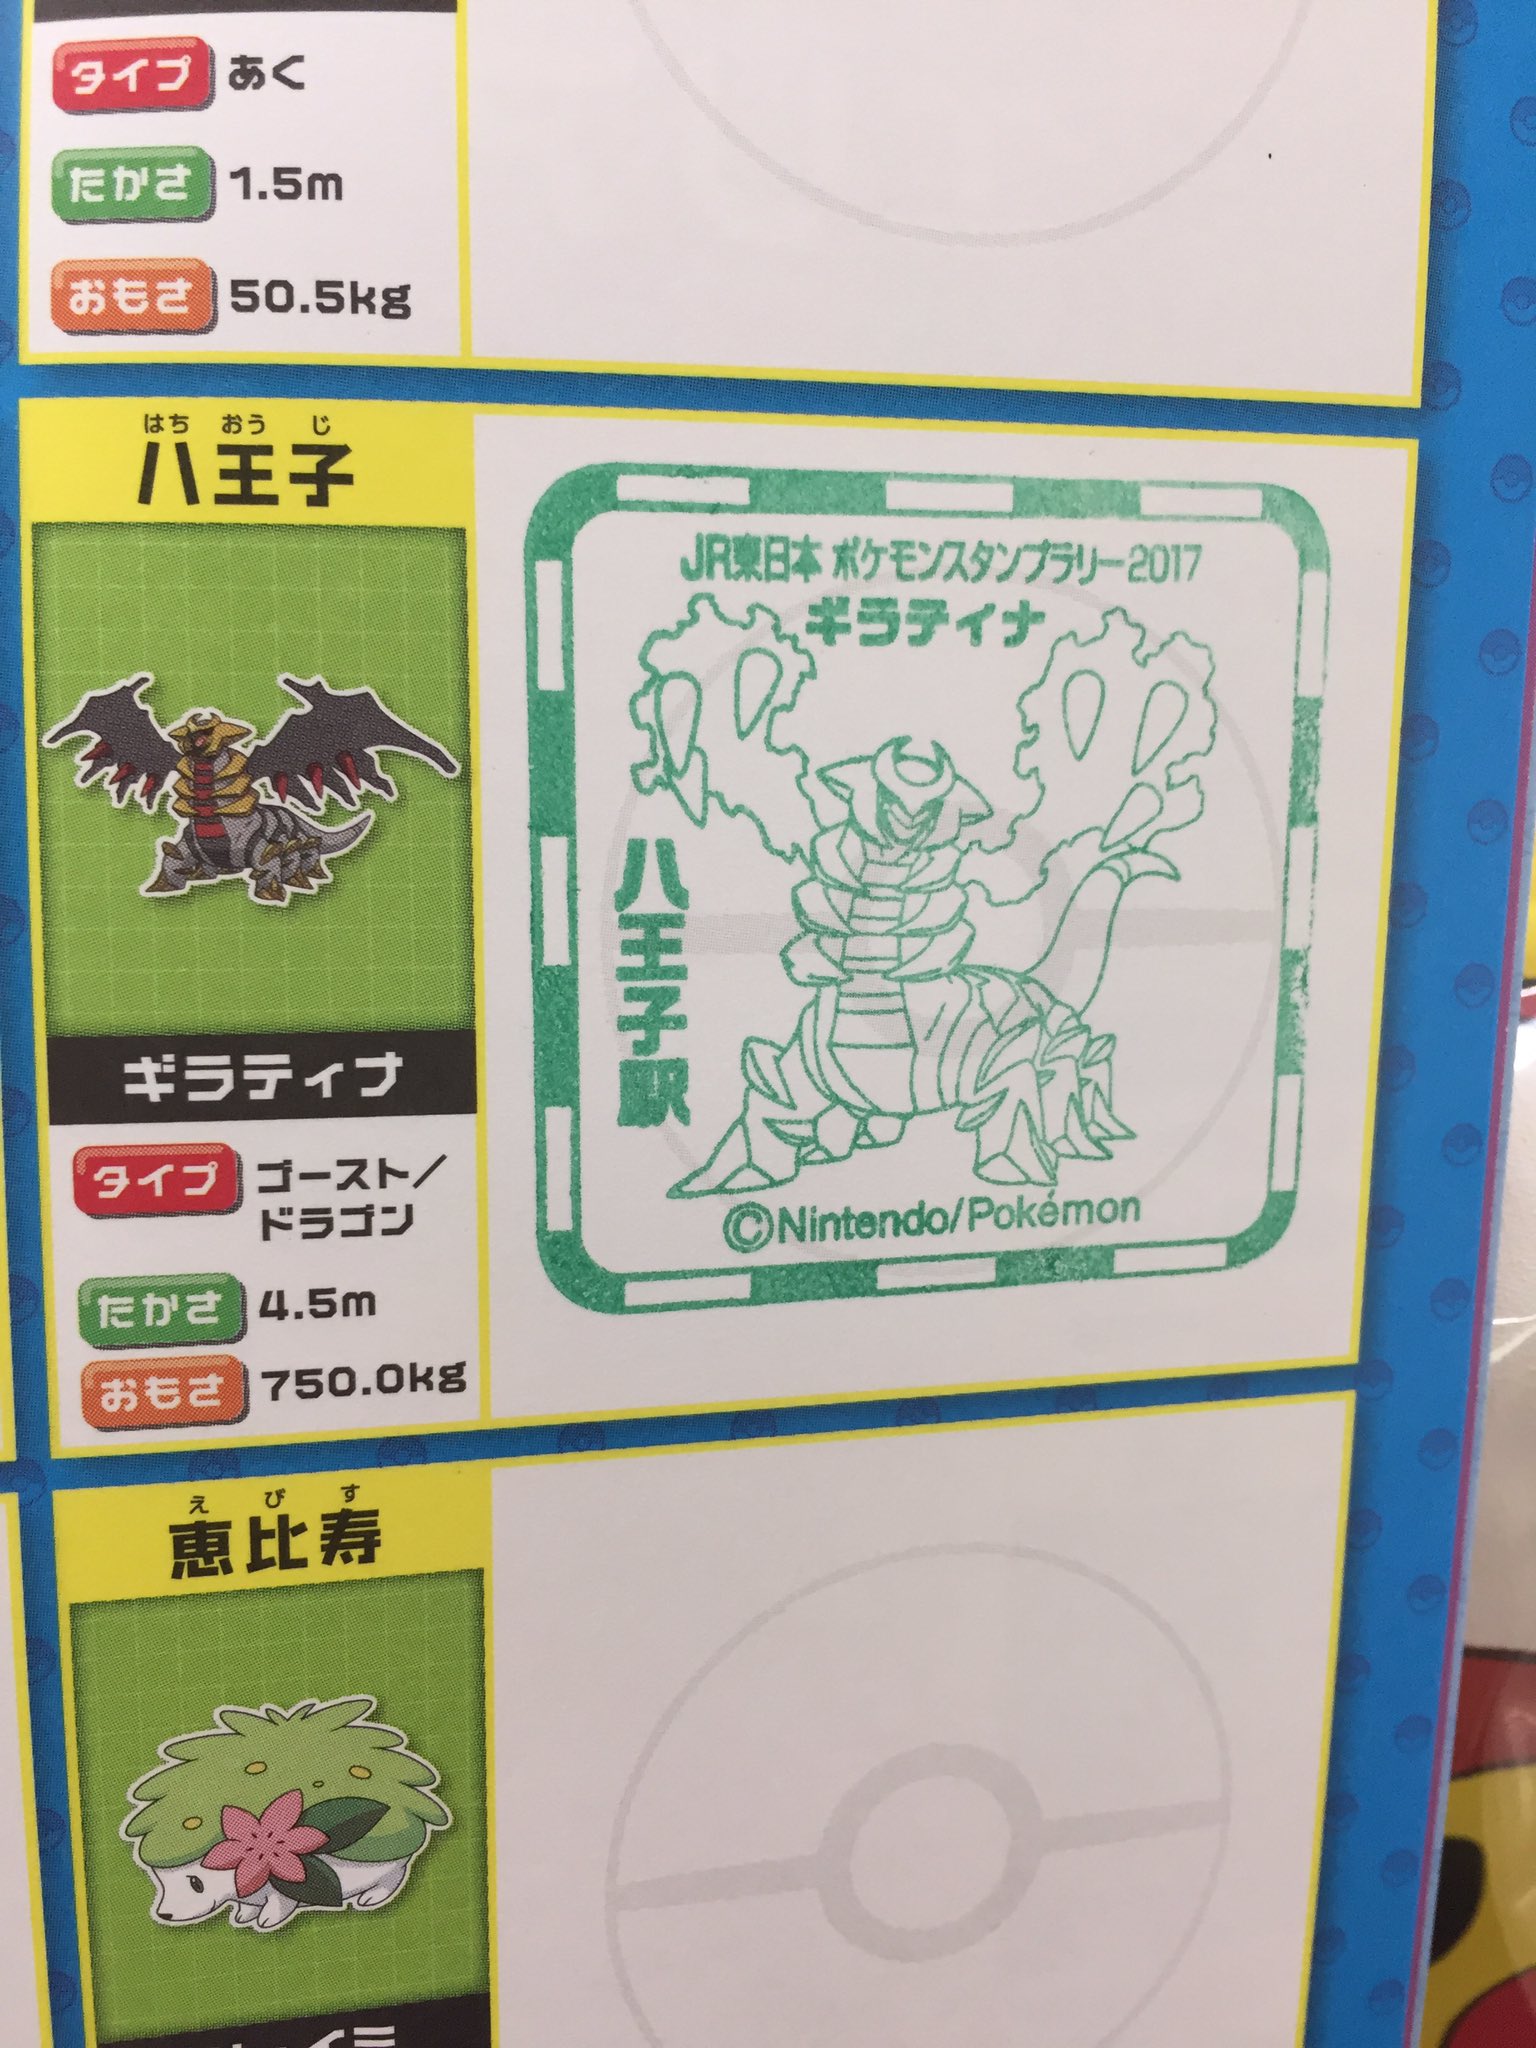 タイプ あく
たかさ 1.5m
おもさ 50.5kg
はち おう じ
八王子
JR東日本 ポケモンスタンプラリー2017
ギラティナ
八王子駅
©Nintendo/Pokémon
ギラティナ
タイプ ゴースト/
ドラゴン
たかさ 4.5m
おもさ 750.0kg
え び す
恵比寿